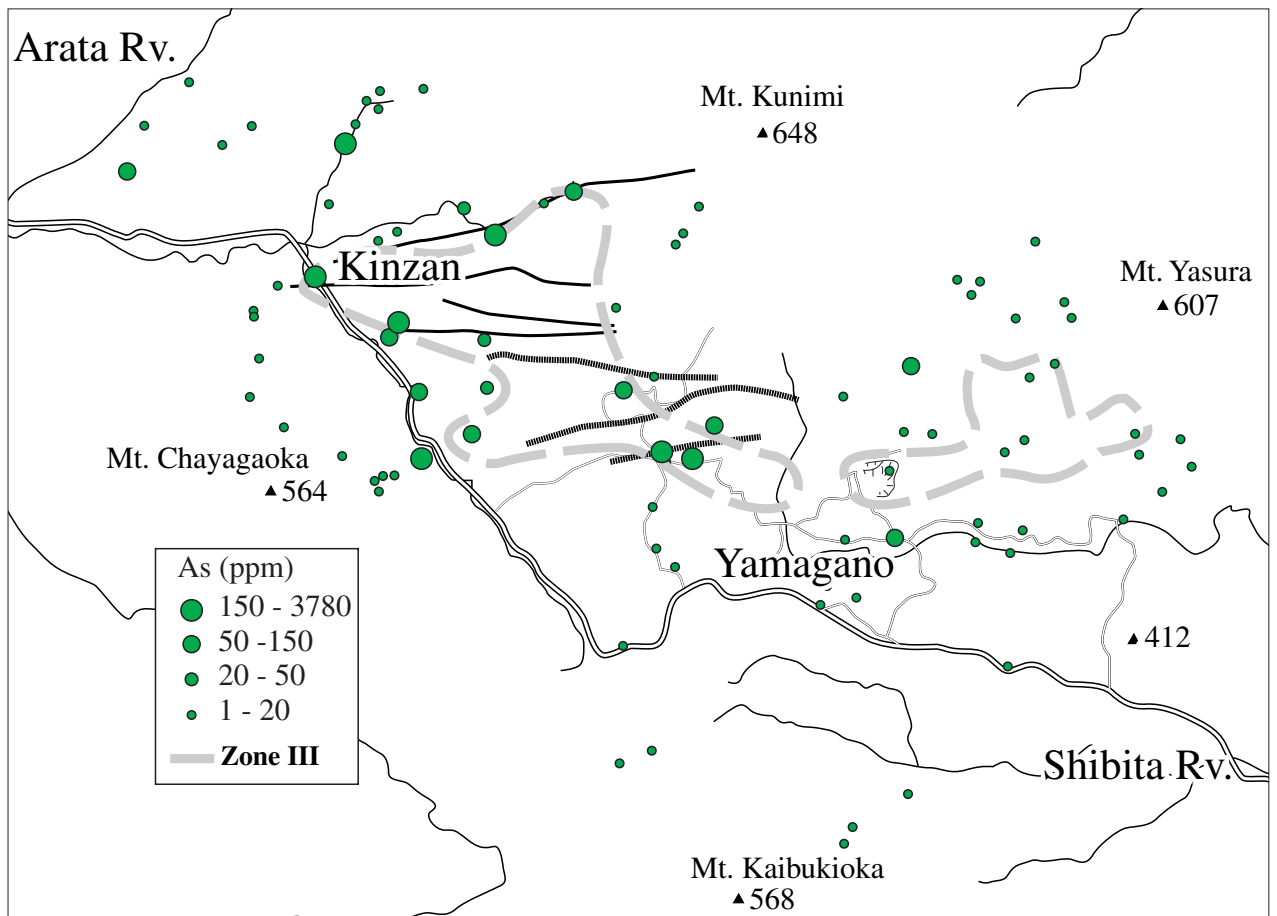 Arata Rv.
Mt. Kunimi
648
Kinzan
Mt. Yasura
607
Mt. Chayagaoka
564
As (ppm)
150 - 3780
50 -150
20 - 50
1 - 20
Zone III
Yamagano
412
Shibita Rv.
Mt. Kaibukioka
568